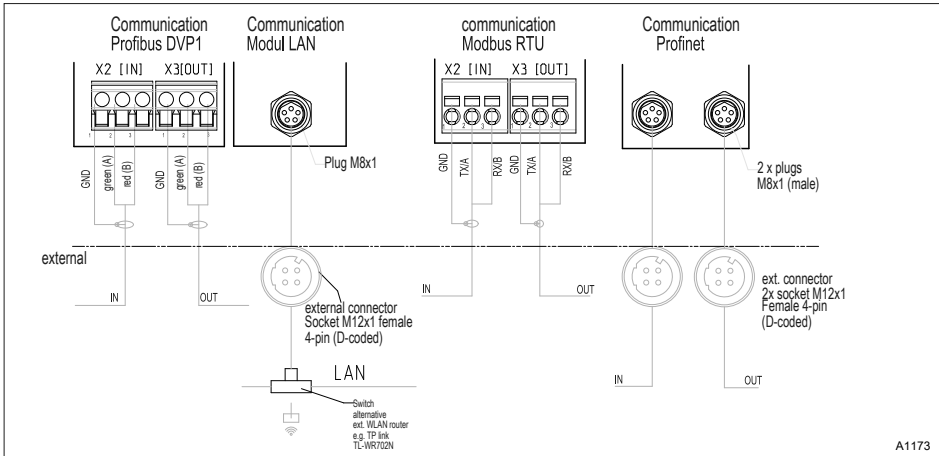 Communication
Profibus DVP1
Communication
Modul LAN
communication
Modbus RTU
Communication
Profinet
X2 [IN]
X3[OUT]
X2 [IN]
X3 [OUT]
1
2
3
1
2
3
1
2
3
1
2
3
Plug M8x1
2 x plugs
M8x1 (male)
GND
green (A)
red (B)
GND
green (A)
red (B)
GND
TX/A
RX/B
GND
TX/A
RX/B
external
IN
OUT
external connector
Socket M12x1 female
4-pin (D-coded)
IN
OUT
ext. connector
2x socket M12x1
Female 4-pin
(D-coded)
IN
OUT
LAN
Switch
alternative
ext. WLAN router
e.g. TP link
TL-WR702N
A1173